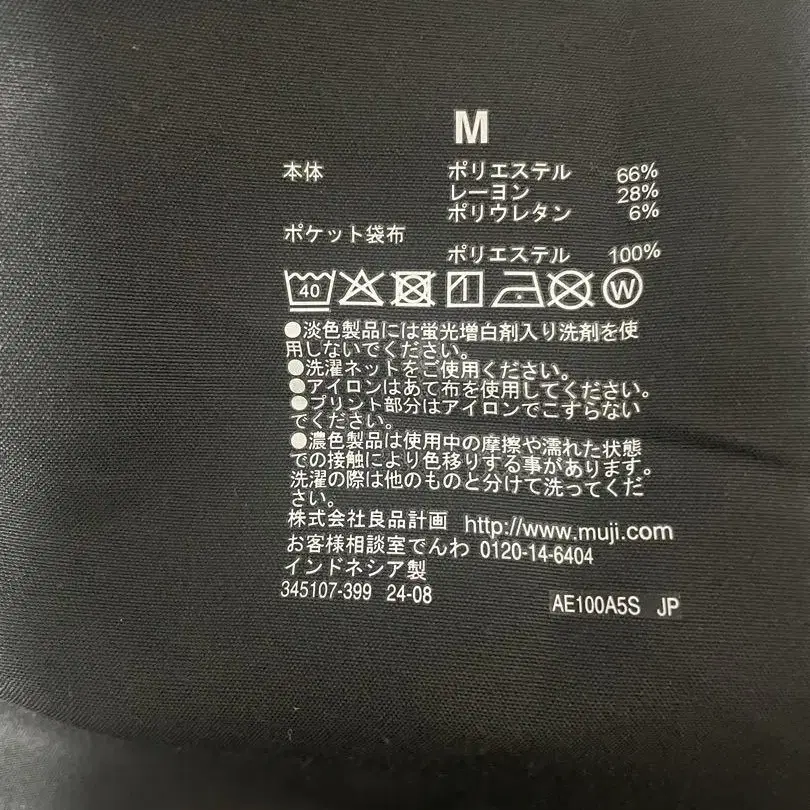 M
本体 ポリエステル 66%
レーヨン 28%
ポリウレタン 6%
ポケット袋布
ポリエステル 100%
40 W
●淡色製品には蛍光増白剤入り洗剤を使
用しないでください。
●洗濯ネットをご使用ください。
●アイロンはあて布を使用してください。
●プリント部分はアイロンでこすらない
でください。
●濃色製品は使用中の摩擦や濡れた状態
での接触により色移りする事があります。
洗濯の際は他のものと分けて洗ってくだ
さい。
株式会社良品計画 http://www.muji.com
お客様相談室でんわ 0120-14-6404
インドネシア製
345107-399 24-08 AE100A5S JP